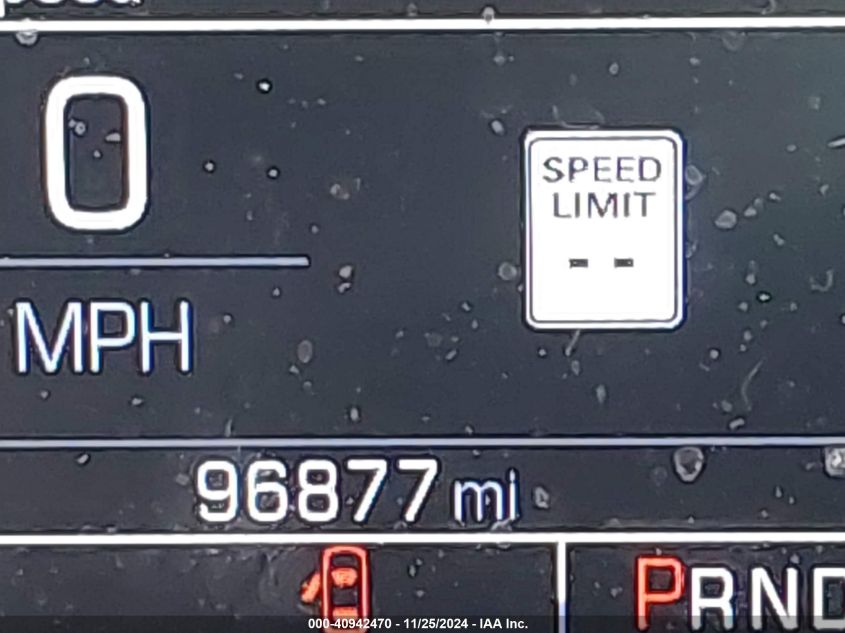 0
SPEED
LIMIT
- -
MPH
96877 mi
PRND
000-40942470 - 11/25/2024 - IAA Inc.